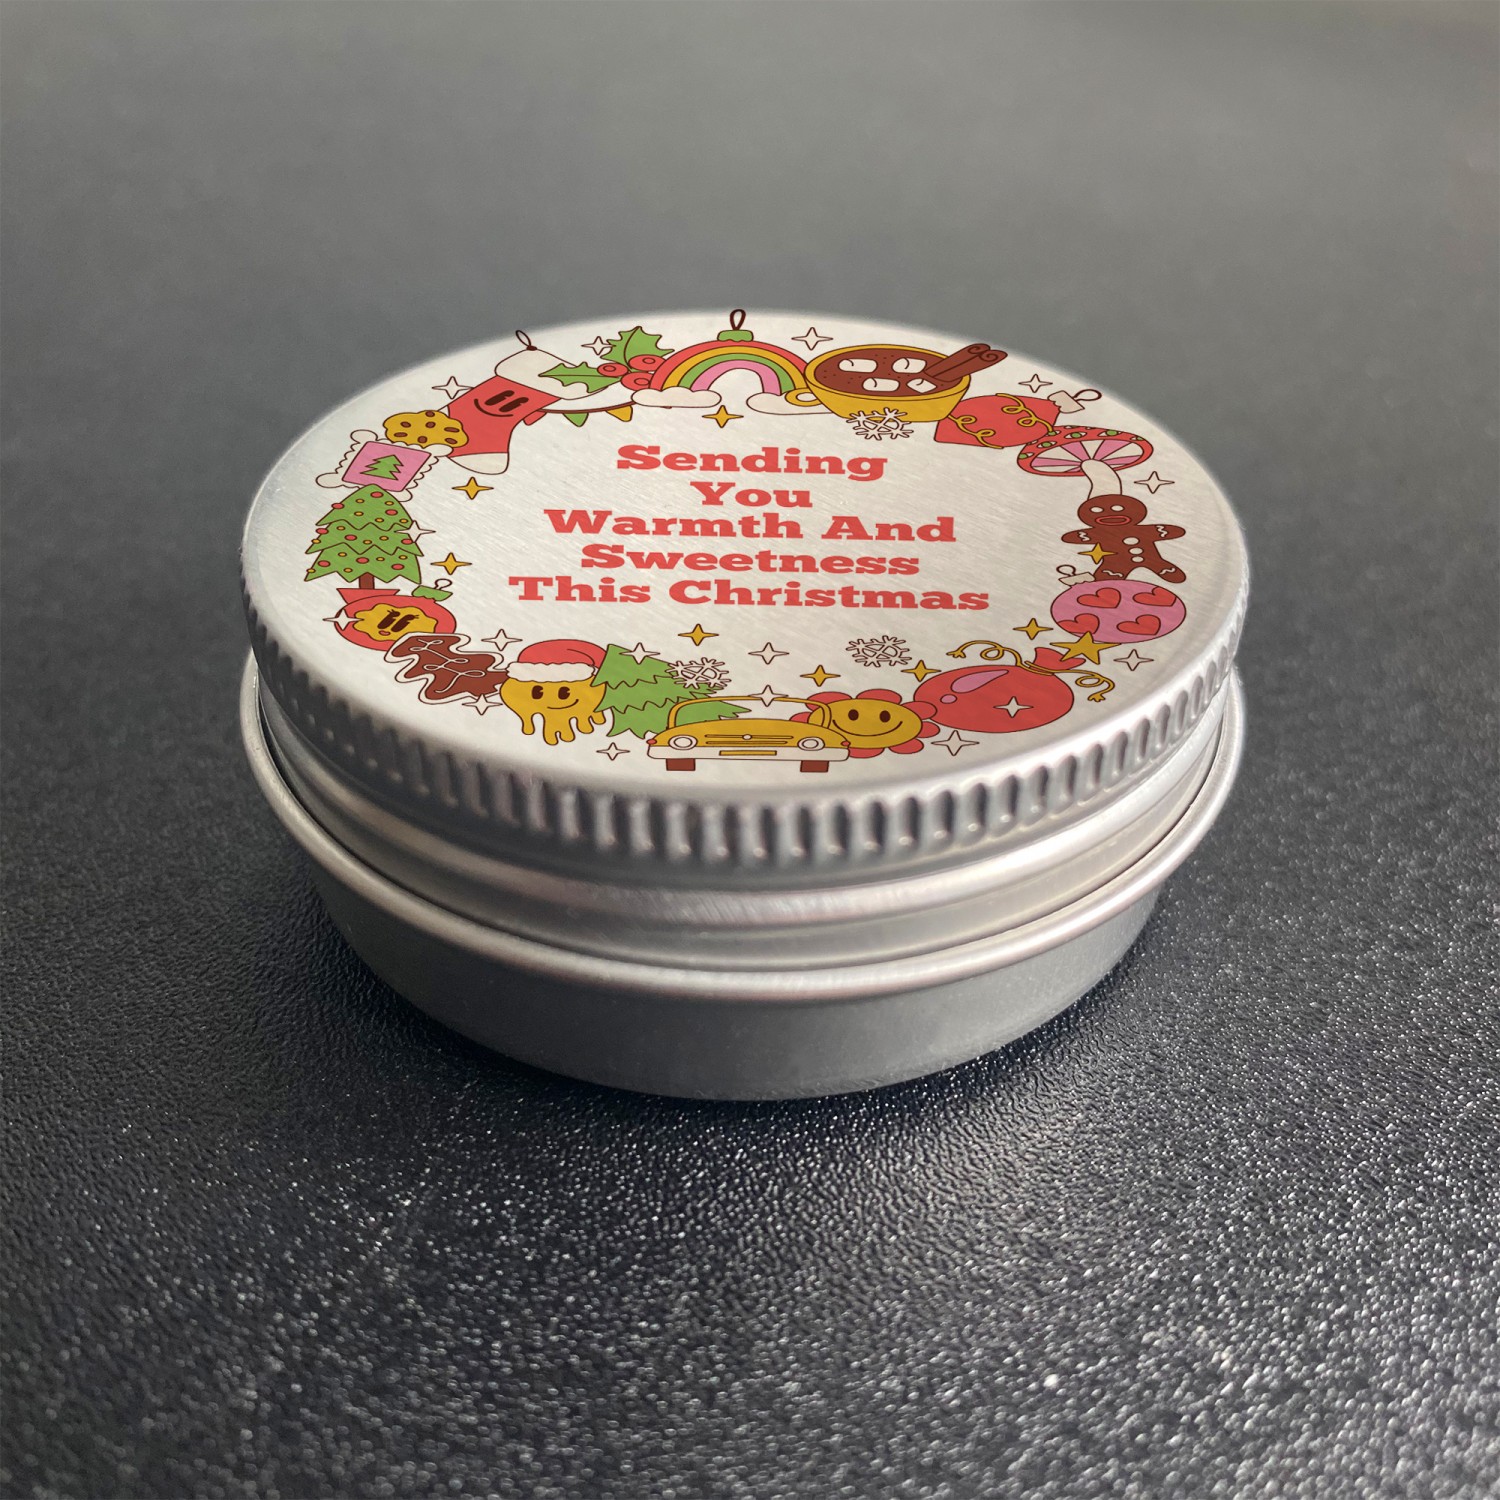 Sending
You
Warmth And
Sweetness
This Christmas